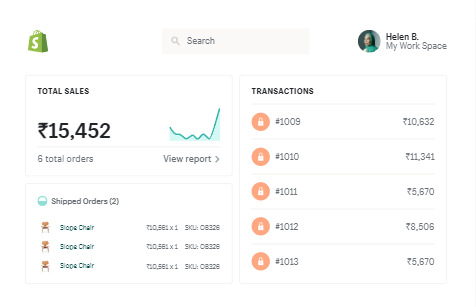 Search
Helen B.
My Work Space
TOTAL SALES
₹15,452
6 total orders
View report
Shipped Orders (2)
Slope Chair ₹10,561 x 1 SKU: OB326
Slope Chair ₹10,561 x 1 SKU: OB326
Slope Chair ₹10,561 x 1 SKU: OB326
TRANSACTIONS
#1009 ₹10,632
#1010 ₹11,341
#1011 ₹5,670
#1012 ₹8,506
#1013 ₹5,670